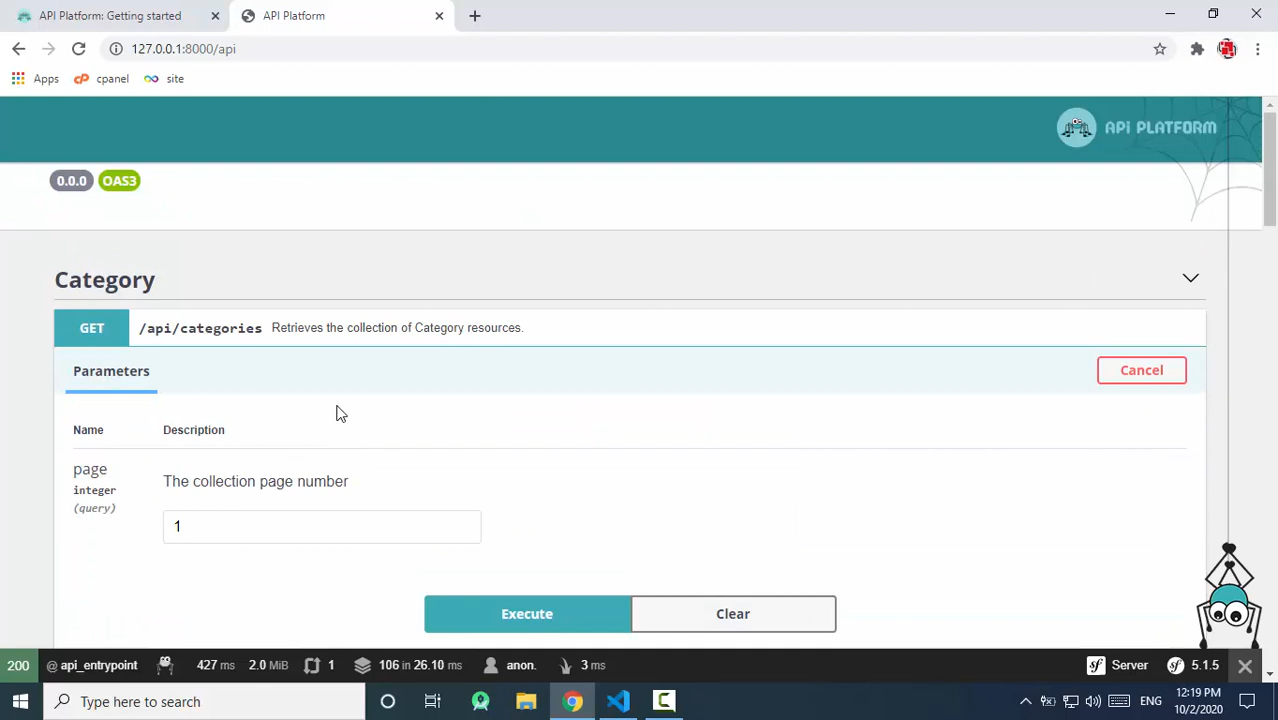 API Platform: Getting started
API Platform
127.0.0.1:8000/api
Apps
cP cpanel
site
API PLATFORM
0.0.0 OAS3
Category
GET /api/categories Retrieves the collection of Category resources.
Parameters
Cancel
Name Description
page
integer
(query)
The collection page number
1
Execute
Clear
200 @ api_entrypoint 427 ms 2.0 MiB 1 106 in 26.10 ms anon. 3 ms sf Server sf 5.1.5
Type here to search
C
ENG
12:19 PM
10/2/2020